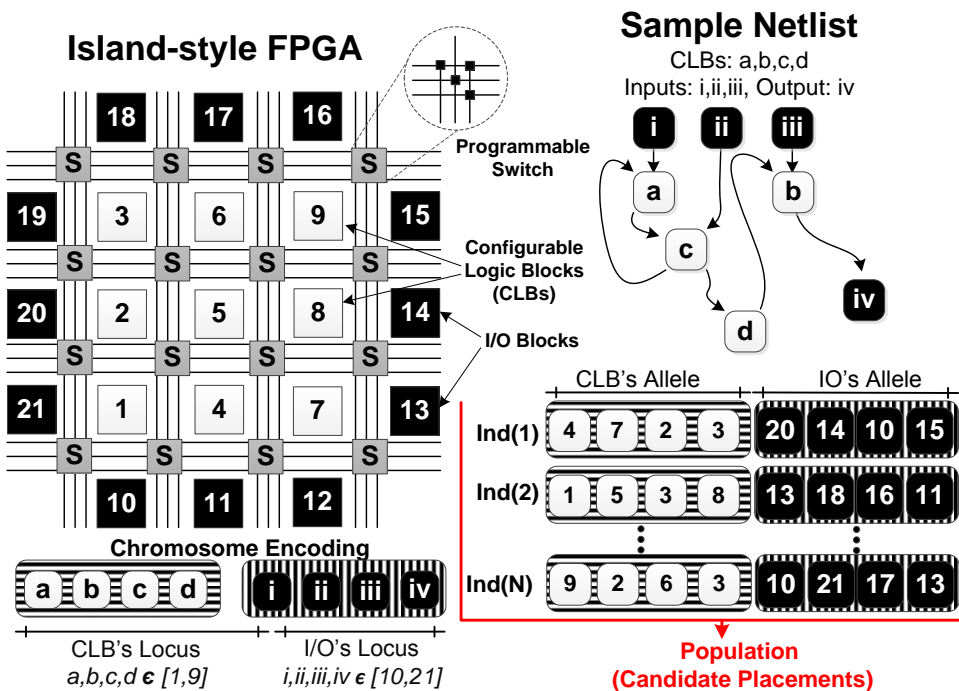 Island-style FPGA
Sample Netlist
CLBs: a,b,c,d
Inputs: i,ii,iii, Output: iv
18 17 16
i ii iii
S S S S
Programmable
Switch
19 3 6 9 15
a b
c
S S S S
Configurable
Logic Blocks
(CLBs)
20 2 5 8 14
iv
d
I/O Blocks
S S S S
21 1 4 7 13
S S S S
10 11 12
CLB's Allele IO's Allele
Ind(1) 4 7 2 3 20 14 10 15
Ind(2) 1 5 3 8 13 18 16 11
Ind(N) 9 2 6 3 10 21 17 13
Population
(Candidate Placements)
Chromosome Encoding
a b c d i ii iii iv
CLB's Locus I/O's Locus
a,b,c,d ϵ [1,9] i,ii,iii,iv ϵ [10,21]